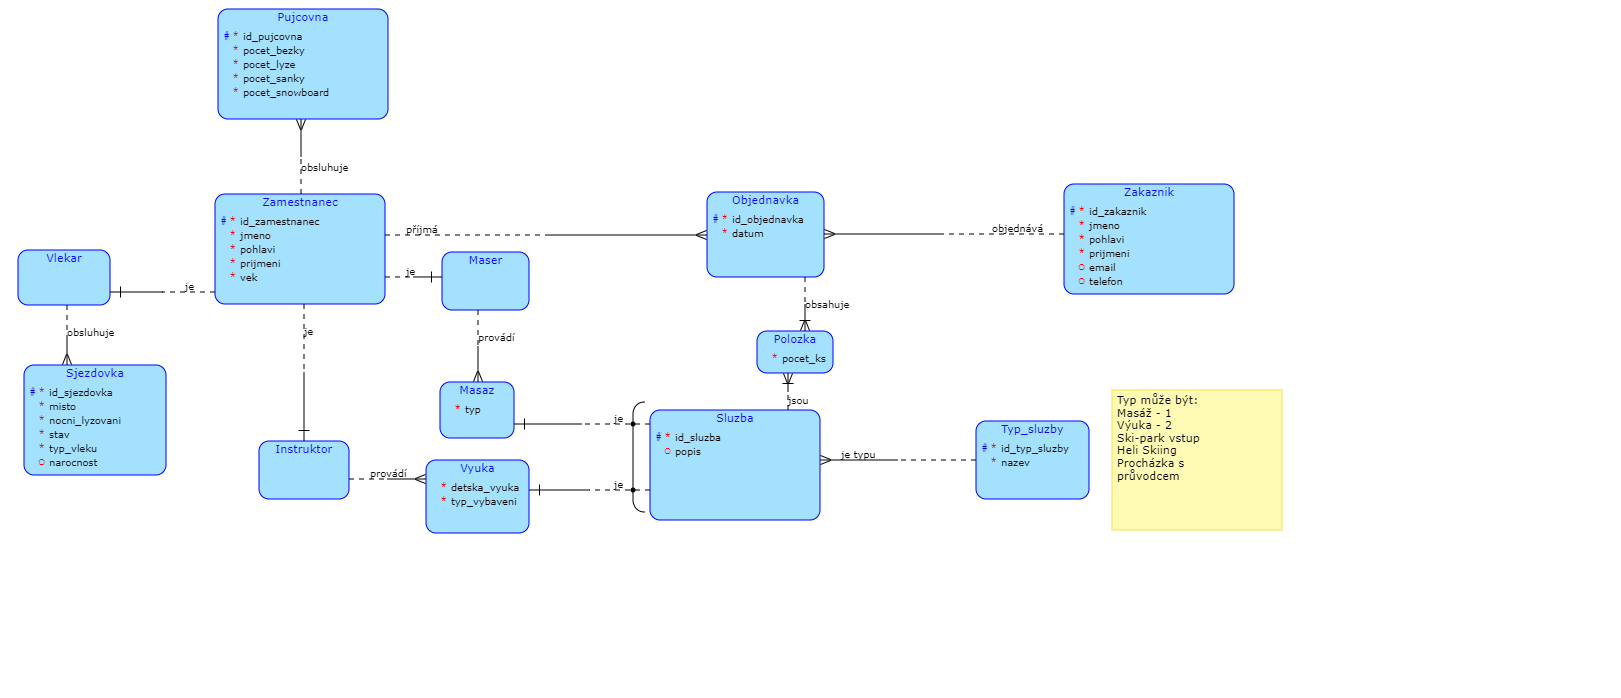 Pujcovna
# * id_pujcovna
* pocet_bezky
* pocet_lyze
* pocet_sanky
* pocet_snowboard
obsluhuje
Zamestnanec
# * id_zamestnanec
* jmeno
* pohlavi
* prijmeni
* vek
příjmá
Objednavka
# * id_objednavka
* datum
objednává
Zakaznik
# * id_zakaznik
* jmeno
* pohlavi
* prijmeni
o email
o telefon
Vlekar
je
je
Maser
obsluhuje
je
provádí
obsahuje
Sjezdovka
# * id_sjezdovka
* misto
* nocni_lyzovani
* stav
* typ_vleku
o narocnost
Polozka
* pocet_ks
jsou
Masaz
* typ
je
Sluzba
# * id_sluzba
o popis
je typu
Typ_sluzby
# * id_typ_sluzby
* nazev
Typ může být:
Masáž - 1
Výuka - 2
Ski-park vstup
Heli Skiing
Procházka s
průvodcem
Instruktor
provádí
Vyuka
* detska_vyuka
* typ_vybaveni
je